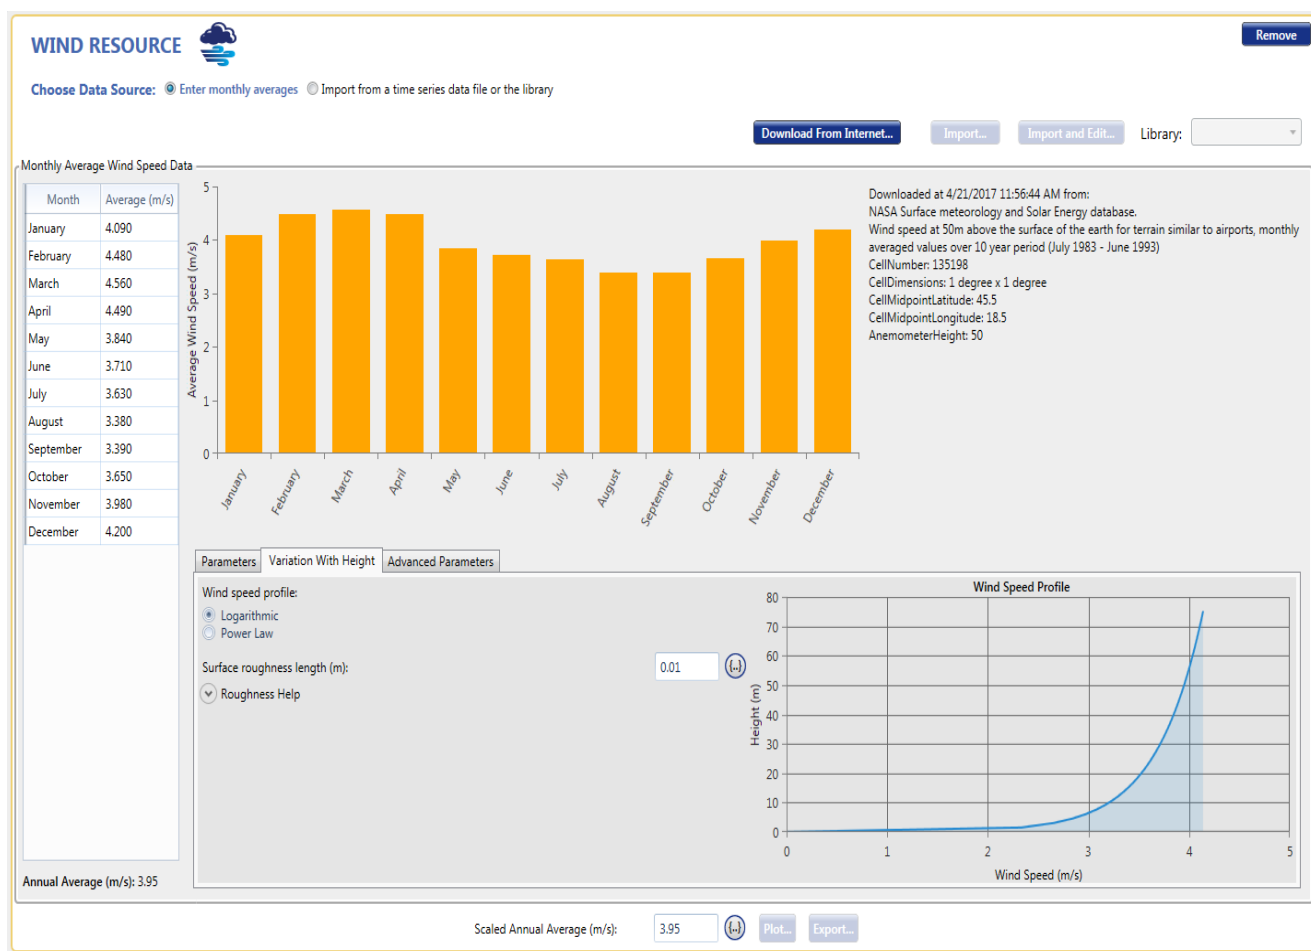 WIND RESOURCE
Remove
Choose Data Source: Enter monthly averages Import from a time series data file or the library
Download From Internet... Import... Import and Edit... Library:
Monthly Average Wind Speed Data
Month Average (m/s)
January 4.090
February 4.480
March 4.560
April 4.490
May 3.840
June 3.710
July 3.630
August 3.380
September 3.390
October 3.650
November 3.980
December 4.200
Annual Average (m/s): 3.95
Average Wind Speed (m/s)
5
4
3
2
1
0
January February March April May June July August September October November December
Downloaded at 4/21/2017 11:56:44 AM from:
NASA Surface meteorology and Solar Energy database.
Wind speed at 50m above the surface of the earth for terrain similar to airports, monthly
averaged values over 10 year period (July 1983 - June 1993)
CellNumber: 135198
CellDimensions: 1 degree x 1 degree
CellMidpointLatitude: 45.5
CellMidpointLongitude: 18.5
AnemometerHeight: 50
Parameters Variation With Height Advanced Parameters
Wind speed profile:
Logarithmic
Power Law
Surface roughness length (m): 0.01 {..}
Roughness Help
Wind Speed Profile
Height (m)
80
70
60
50
40
30
20
10
0
0 1 2 3 4 5
Wind Speed (m/s)
Scaled Annual Average (m/s): 3.95 {..} Plot... Export...